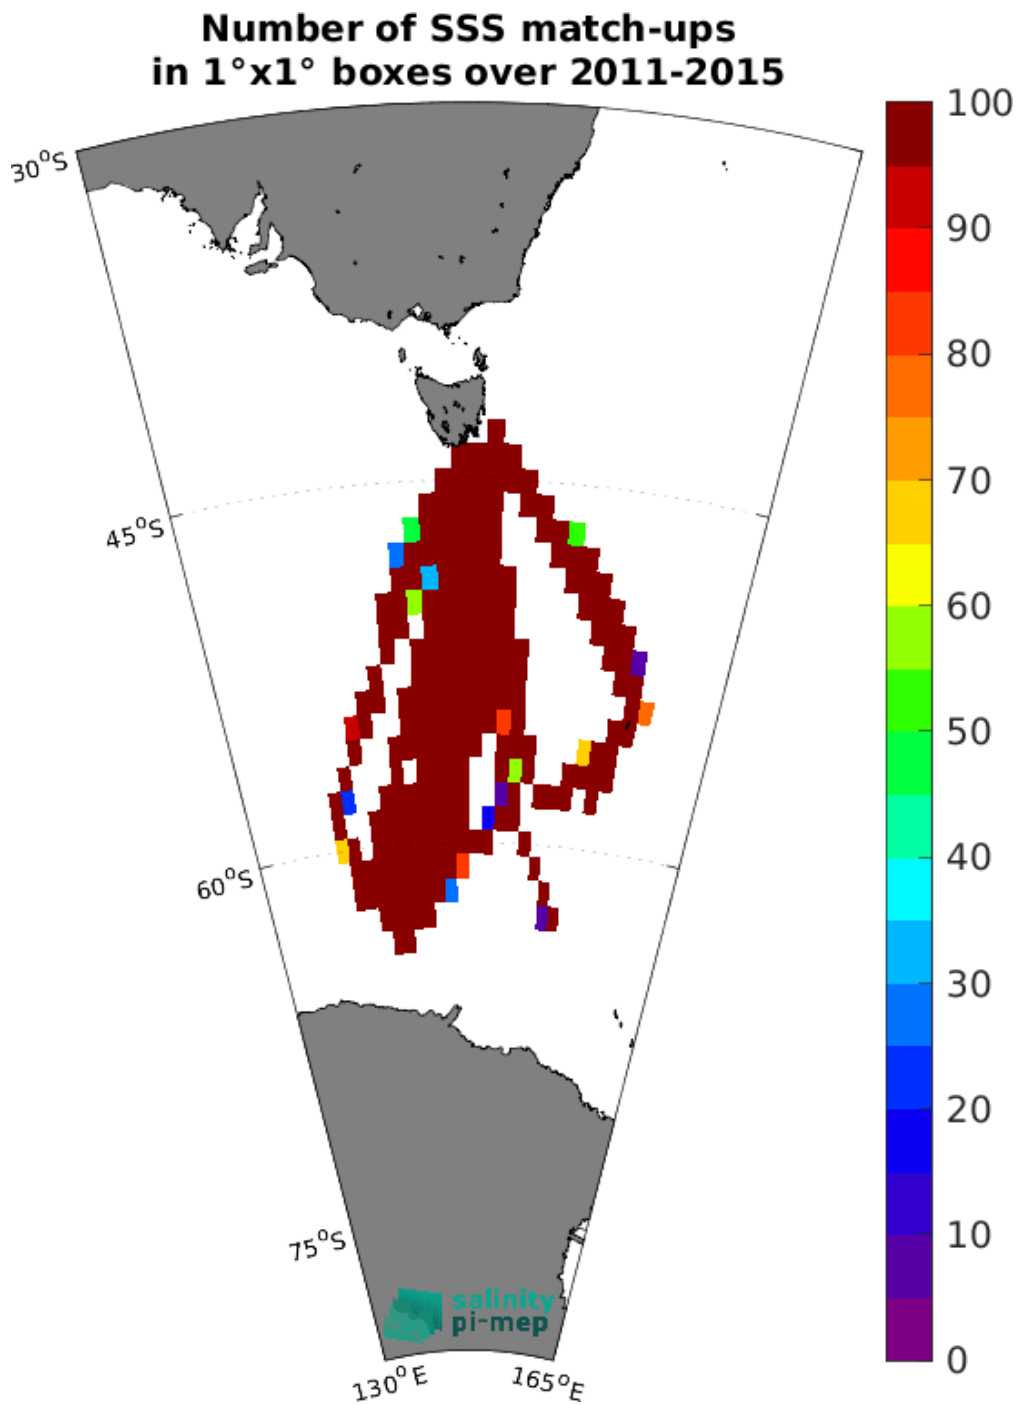 Number of SSS match-ups
in 1°x1° boxes over 2011-2015
100
90
80
70
60
50
40
30
20
10
0
30°S
45°S
60°S
75°S
salinity
pi-mep
130°E
165°E